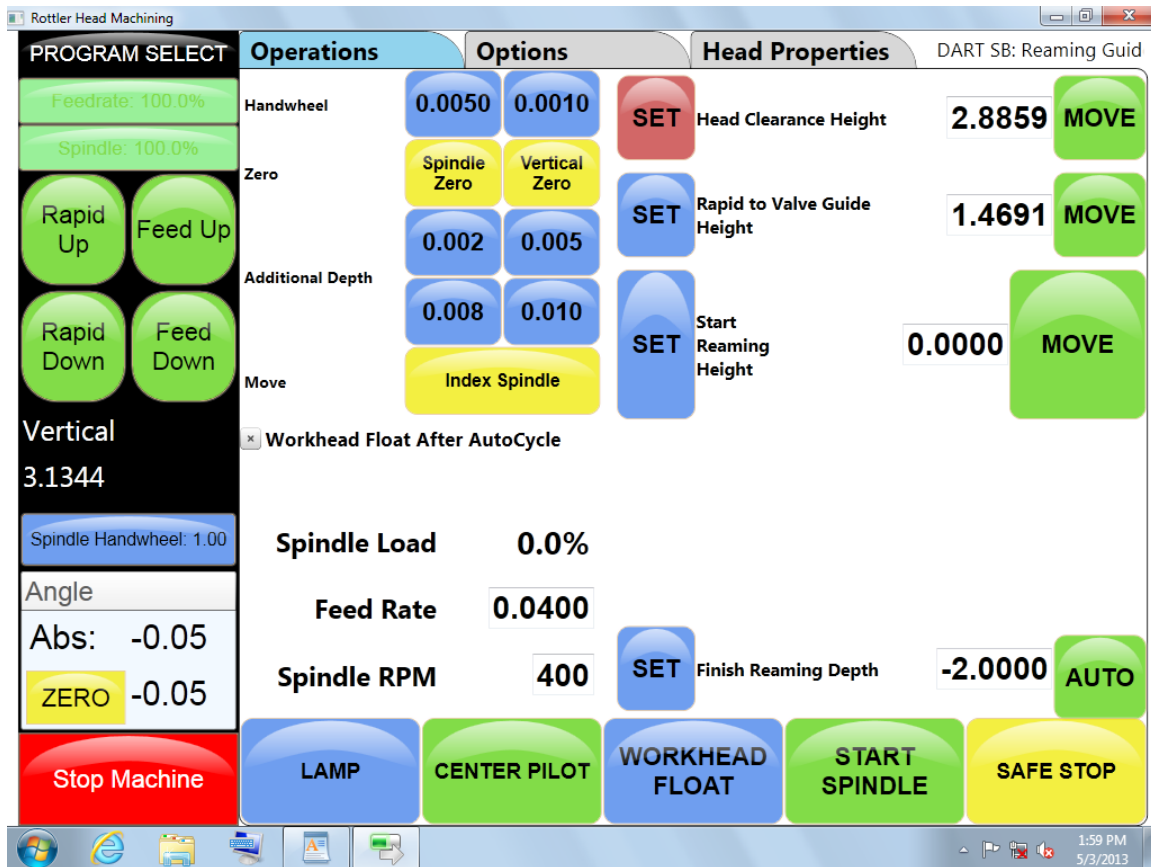 Rottler Head Machining
PROGRAM SELECT
Operations
Options
Head Properties
DART SB: Reaming Guid
Feedrate: 100.0%
Spindle: 100.0%
Rapid
Up
Feed Up
Rapid
Down
Feed
Down
Vertical
3.1344
Spindle Handwheel: 1.00
Angle
Abs: -0.05
ZERO -0.05
Stop Machine
Handwheel
0.0050 0.0010
Zero
Spindle
Zero
Vertical
Zero
Additional Depth
0.002 0.005
0.008 0.010
Move
Index Spindle
SET Head Clearance Height 2.8859 MOVE
SET
Rapid to Valve Guide
Height
1.4691 MOVE
SET
Start
Reaming
Height
0.0000 MOVE
Workhead Float After AutoCycle
Spindle Load 0.0%
Feed Rate 0.0400
Spindle RPM 400
SET Finish Reaming Depth -2.0000 AUTO
LAMP
CENTER PILOT
WORKHEAD
FLOAT
START
SPINDLE
SAFE STOP
1:59 PM
5/3/2013